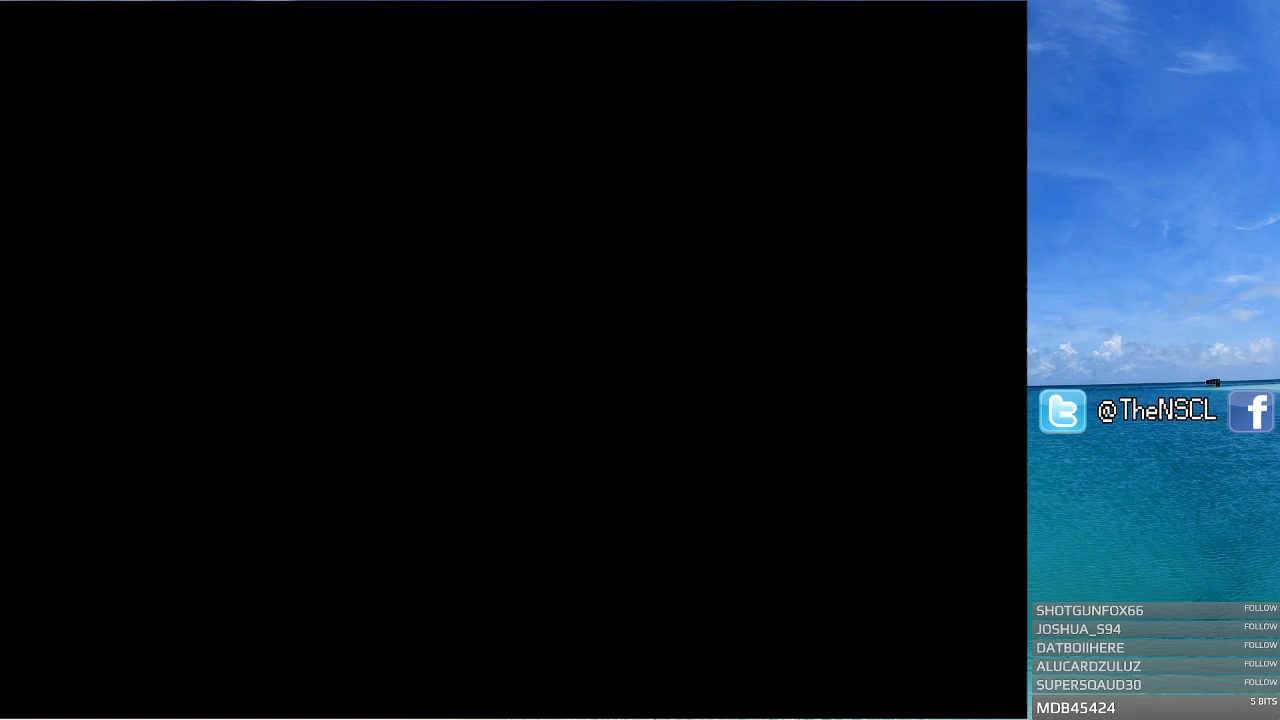 @TheNSCL
SHOTGUNFOX66 FOLLOW
JOSHUA_S94 FOLLOW
DATBOIIHERE FOLLOW
ALUCARDZULUZ FOLLOW
SUPERSQAUD30 FOLLOW
MDB45424 5 BITS